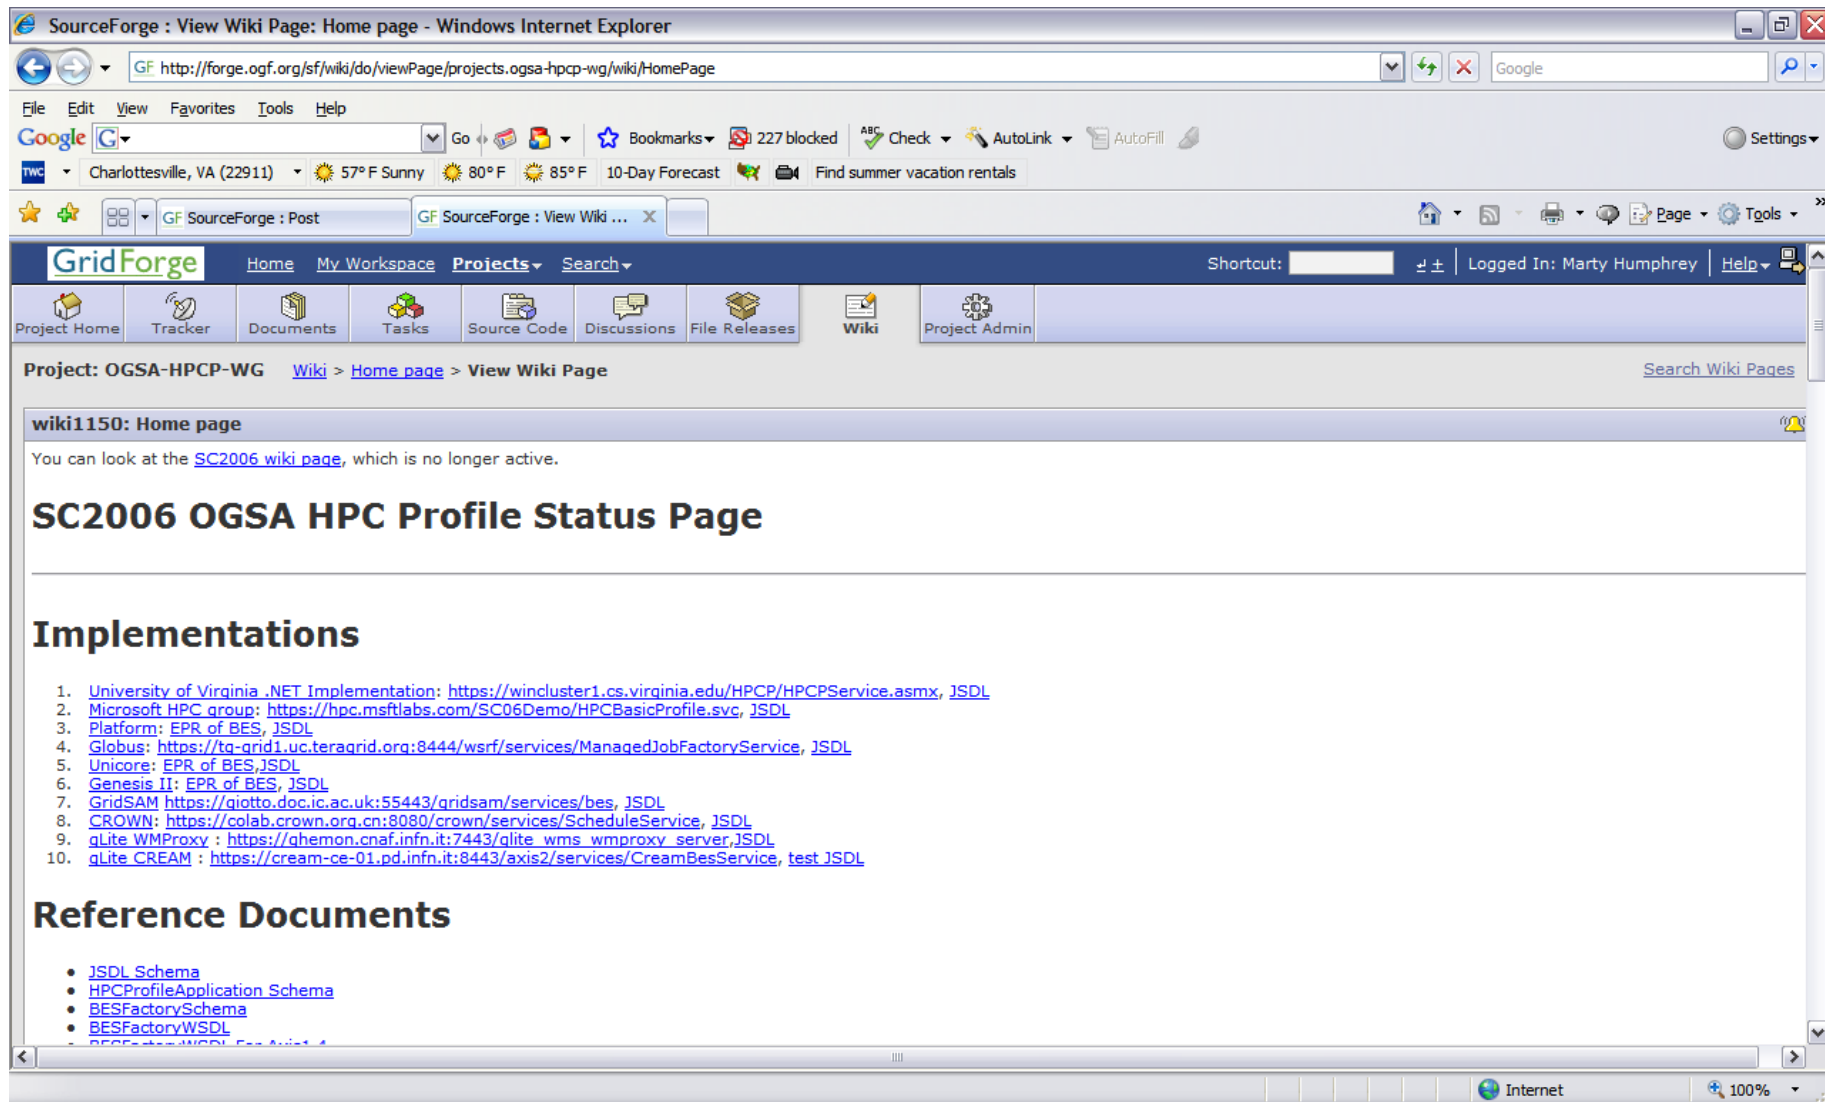 SourceForge : View Wiki Page: Home page - Windows Internet Explorer
GF http://forge.ogf.org/sf/wiki/do/viewPage/projects.ogsa-hpcp-wg/wiki/HomePage Google
File Edit View Favorites Tools Help
Google G Go Bookmarks 227 blocked ABC Check AutoLink AutoFill Settings
TWC Charlottesville, VA (22911) 57° F Sunny 80° F 85° F 10-Day Forecast Find summer vacation rentals
GF SourceForge : Post GF SourceForge : View Wiki ... X Page Tools »
GridForge Home My Workspace Projects Search Shortcut: Logged In: Marty Humphrey Help
Project Home Tracker Documents Tasks Source Code Discussions File Releases Wiki Project Admin
Project: OGSA-HPCP-WG Wiki > Home page > View Wiki Page Search Wiki Pages
wiki1150: Home page
You can look at the SC2006 wiki page, which is no longer active.
SC2006 OGSA HPC Profile Status Page
Implementations
1. University of Virginia .NET Implementation: https://wincluster1.cs.virginia.edu/HPCP/HPCPService.asmx, JSDL
2. Microsoft HPC group: https://hpc.msftlabs.com/SC06Demo/HPCBasicProfile.svc, JSDL
3. Platform: EPR of BES, JSDL
4. Globus: https://tg-grid1.uc.teragrid.org:8444/wsrf/services/ManagedJobFactoryService, JSDL
5. Unicore: EPR of BES,JSDL
6. Genesis II: EPR of BES, JSDL
7. GridSAM https://giotto.doc.ic.ac.uk:55443/gridsam/services/bes, JSDL
8. CROWN: https://colab.crown.org.cn:8080/crown/services/ScheduleService, JSDL
9. gLite WMProxy : https://ghemon.cnaf.infn.it:7443/glite_wms_wmproxy_server,JSDL
10. gLite CREAM : https://cream-ce-01.pd.infn.it:8443/axis2/services/CreamBesService, test JSDL
Reference Documents
• JSDL Schema
• HPCProfileApplication Schema
• BESFactorySchema
• BESFactoryWSDL
• BESFactoryWSDL For Axis1.4
Internet 100%